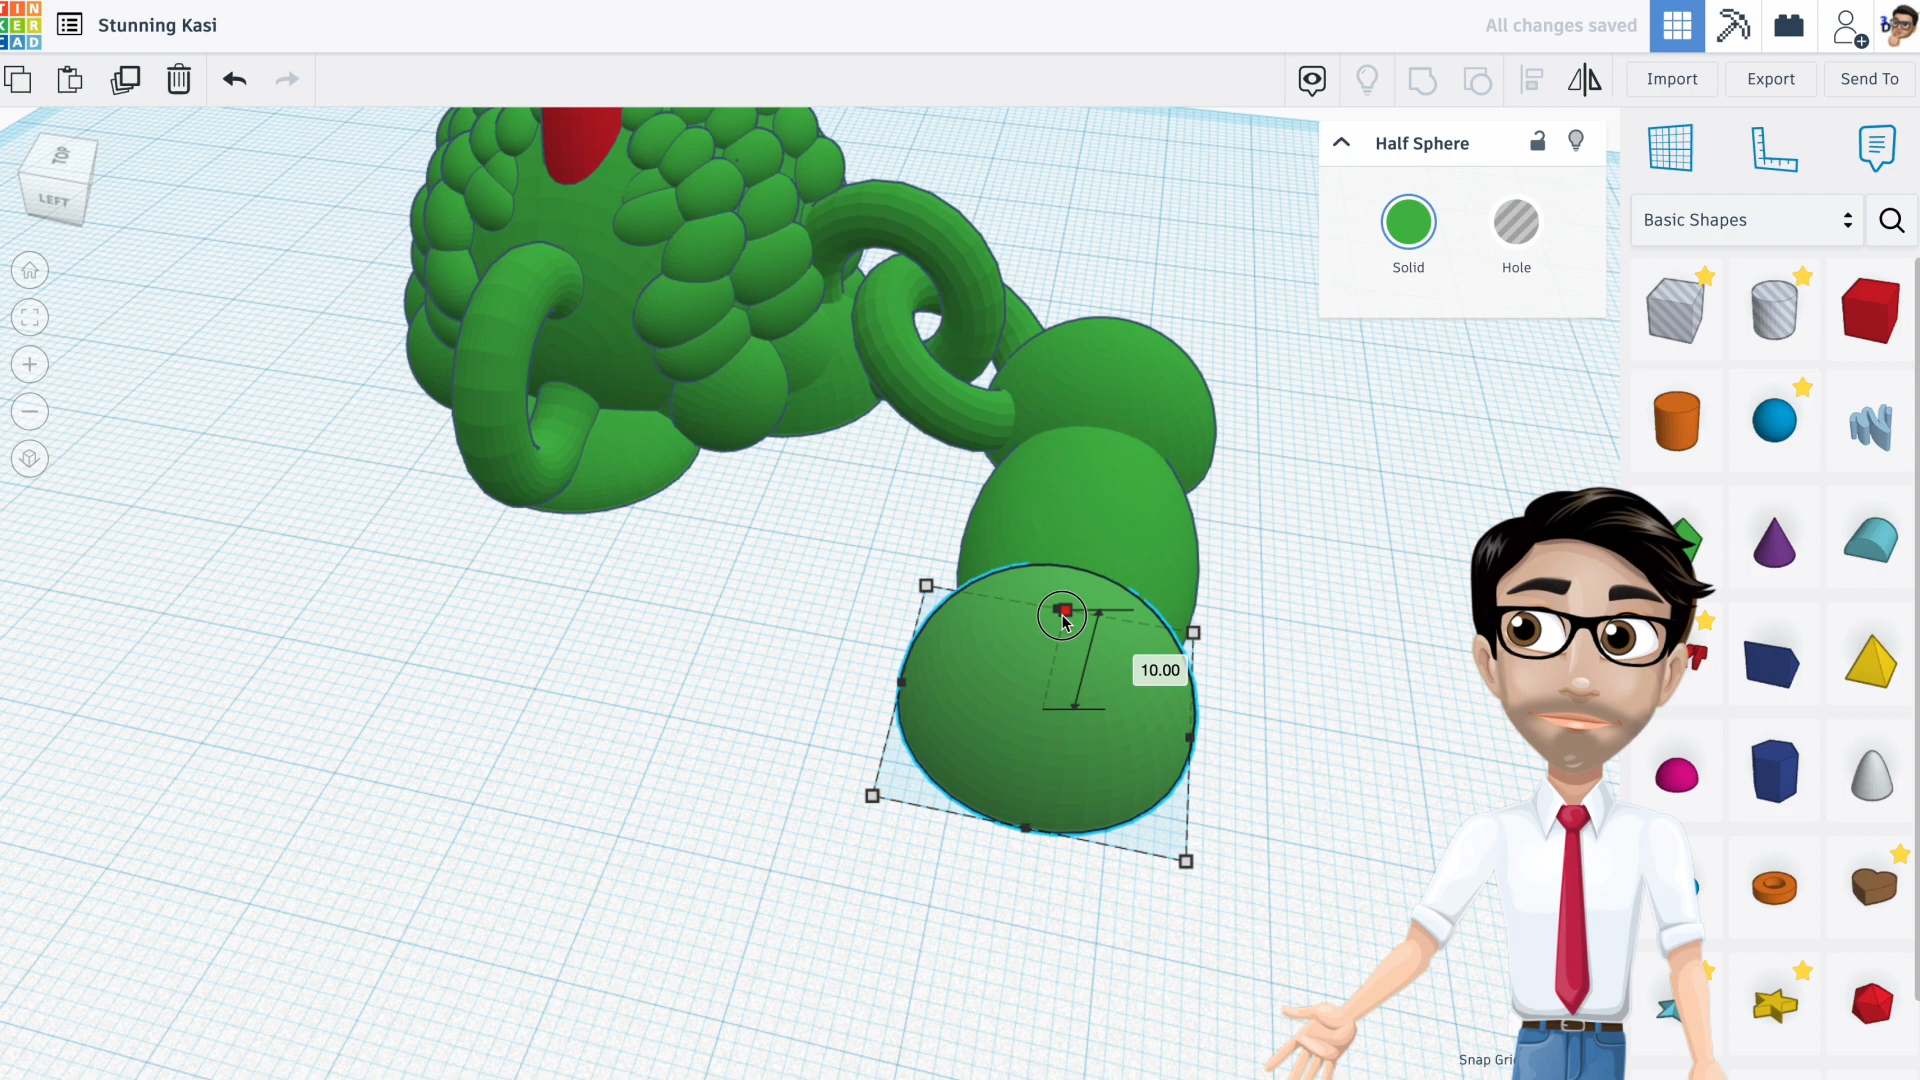 TIN
KER
CAD
Stunning Kasi
All changes saved
Import
Export
Send To
TOP
LEFT
Half Sphere
Solid
Hole
Basic Shapes
10.00
Snap